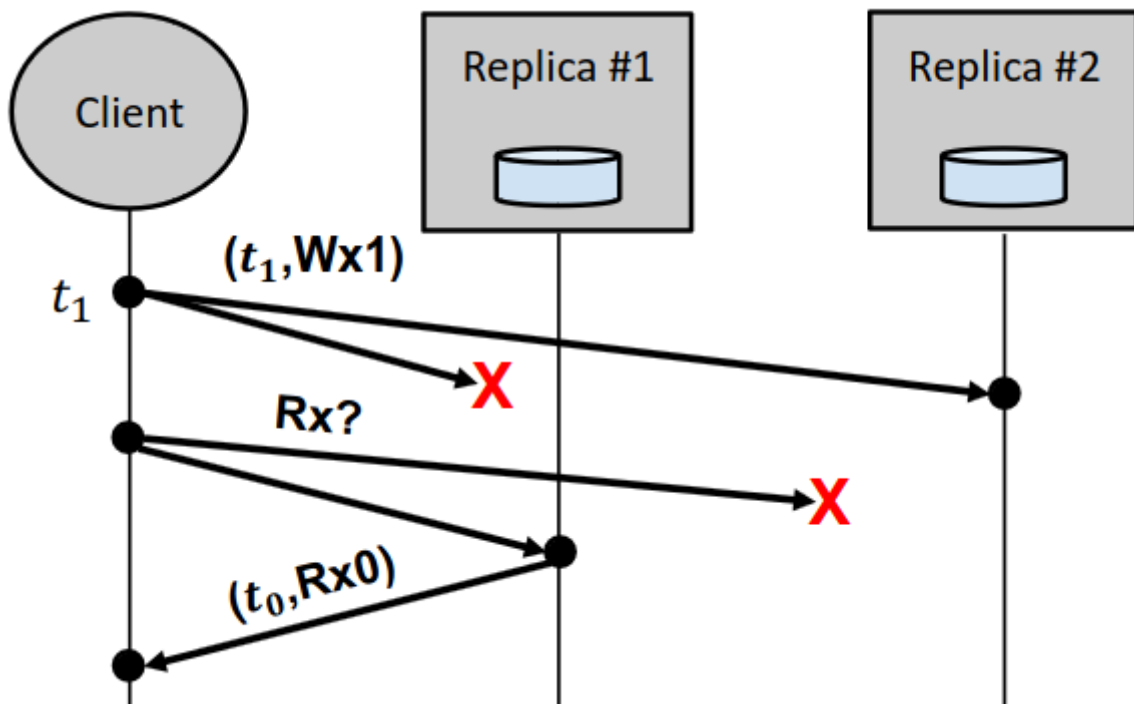 Client
Replica #1
Replica #2
(t₁,Wx1)
t₁
X
Rx?
X
(t₀,Rx0)